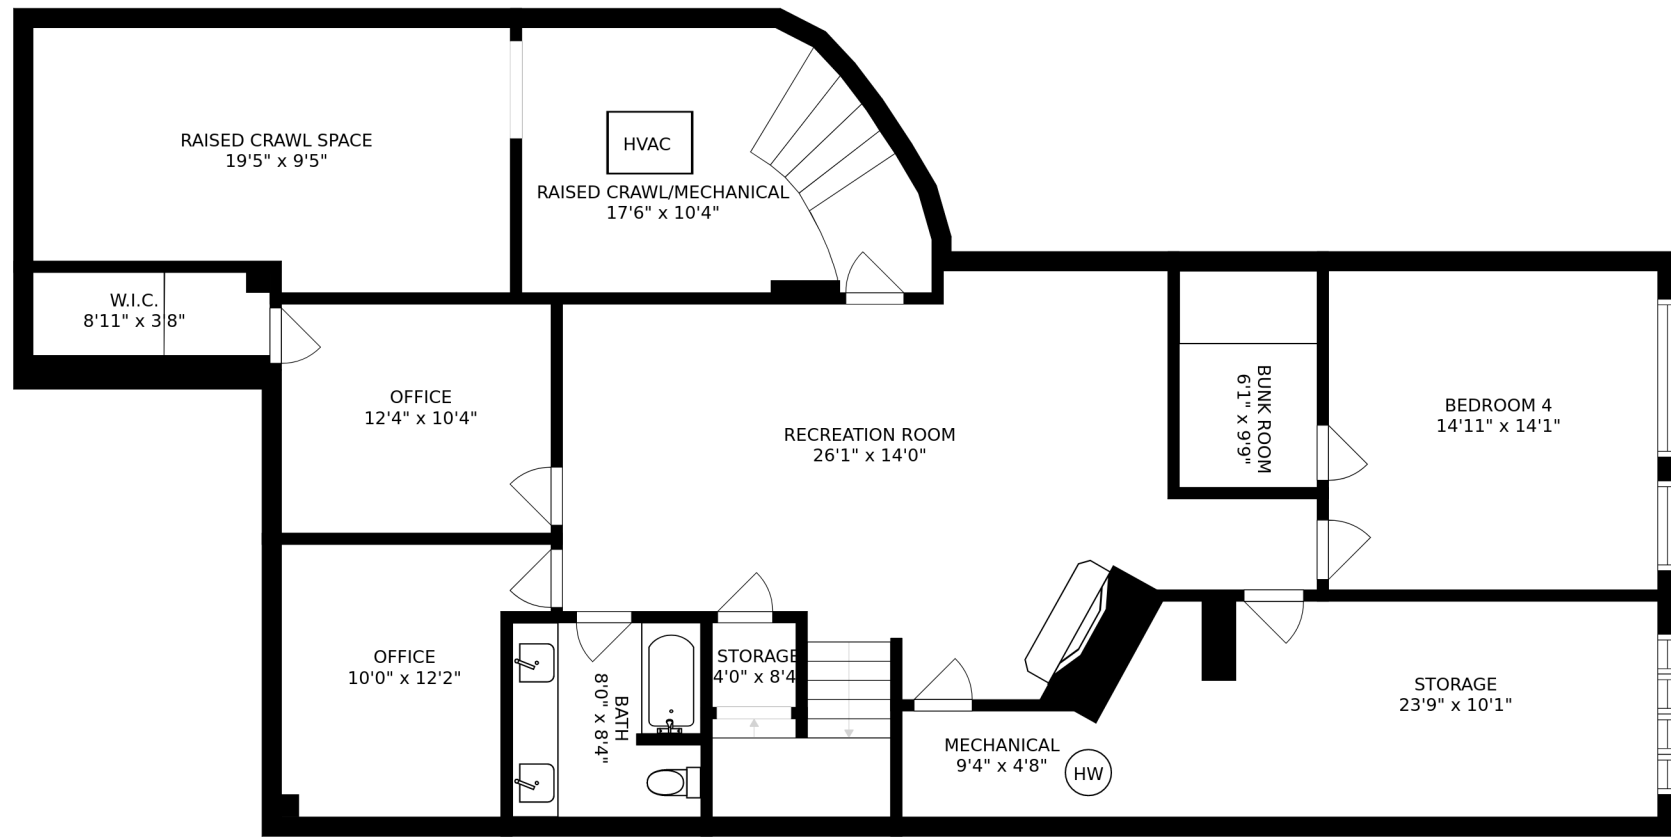 RAISED CRAWL SPACE
19'5" x 9'5"
HVAC
RAISED CRAWL/MECHANICAL
17'6" x 10'4"
W.I.C.
8'11" x 3'8"
OFFICE
12'4" x 10'4"
RECREATION ROOM
26'1" x 14'0"
BUNK ROOM
6'1" x 9'9"
BEDROOM 4
14'11" x 14'1"
OFFICE
10'0" x 12'2"
BATH
8'0" x 8'4"
STORAGE
4'0" x 8'4
MECHANICAL
9'4" x 4'8"
HW
STORAGE
23'9" x 10'1"